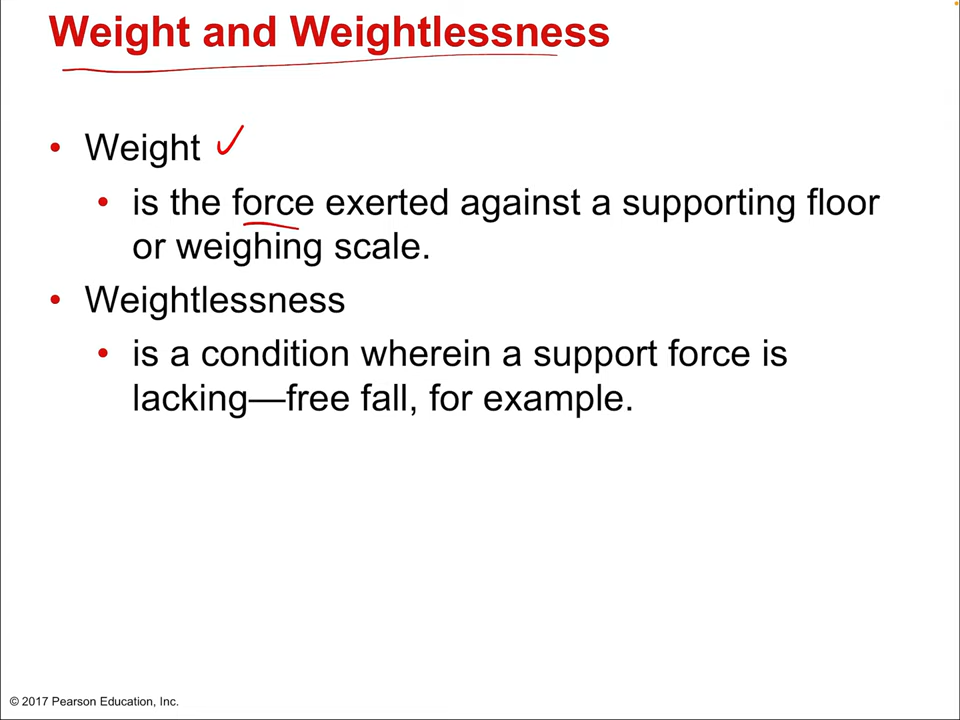 Weight and Weightlessness
• Weight ✓
• is the force exerted against a supporting floor
or weighing scale.
• Weightlessness
• is a condition wherein a support force is
lacking—free fall, for example.
© 2017 Pearson Education, Inc.